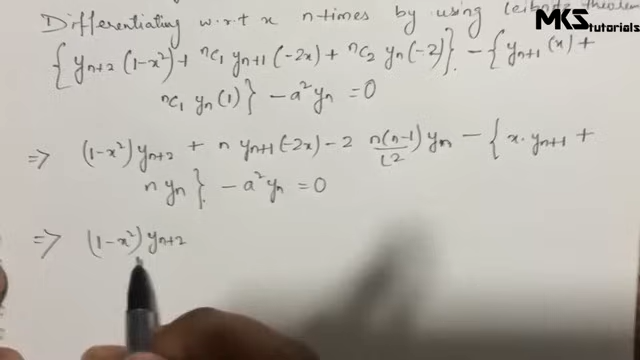 Differentiating w.r.t x n times by using Leibnitz theorem
MKS tutorials
{yₙ₊₂ (1-x²) + ⁿc₁ yₙ₊₁ (-2x) + ⁿc₂ yₙ (-2)} - {yₙ₊₁ (x) +
ⁿc₁ yₙ (1)} - a² yₙ = 0
⇒ (1-x²) yₙ₊₂ + n yₙ₊₁ (-2x) - 2 n(n-1)/⌊2 yₙ - {x. yₙ₊₁ +
n yₙ} - a² yₙ = 0
⇒ (1-x²) yₙ₊₂